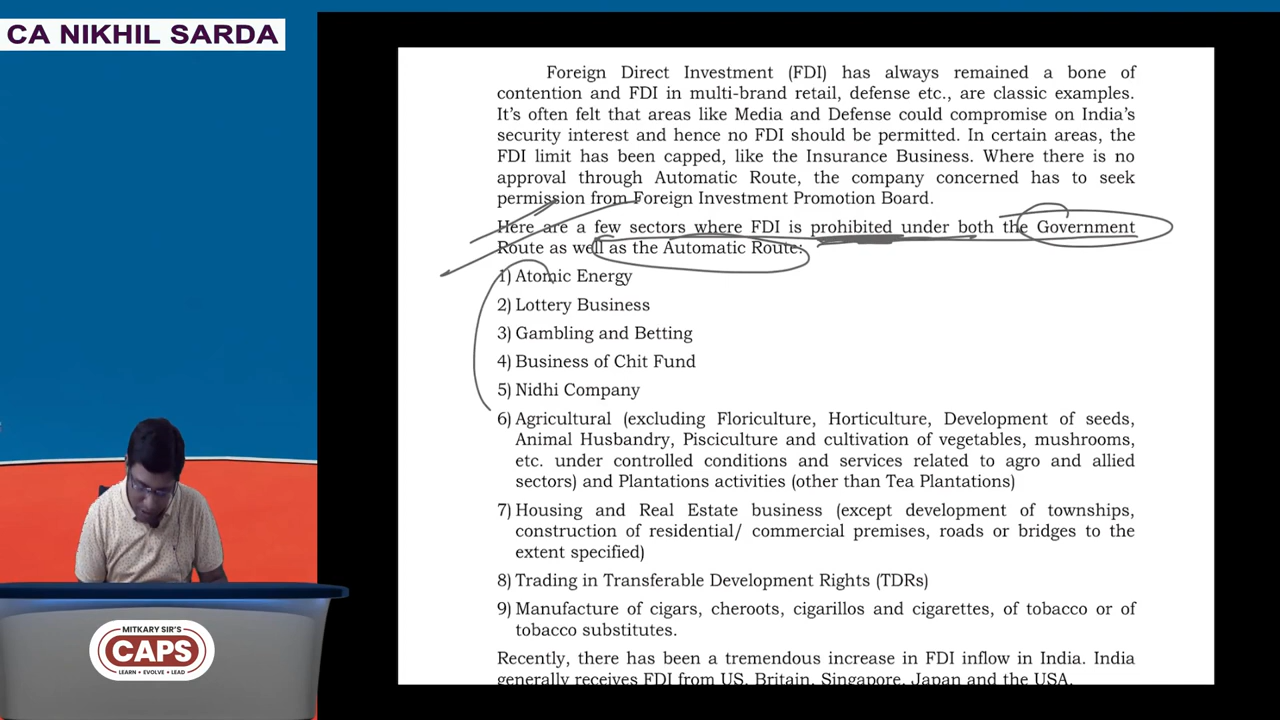 CA NIKHIL SARDA
Foreign Direct Investment (FDI) has always remained a bone of
contention and FDI in multi-brand retail, defense etc., are classic examples.
It's often felt that areas like Media and Defense could compromise on India's
security interest and hence no FDI should be permitted. In certain areas, the
FDI limit has been capped, like the Insurance Business. Where there is no
approval through Automatic Route, the company concerned has to seek
permission from Foreign Investment Promotion Board.
Here are a few sectors where FDI is prohibited under both the Government
Route as well as the Automatic Route:
1) Atomic Energy
2) Lottery Business
3) Gambling and Betting
4) Business of Chit Fund
5) Nidhi Company
6) Agricultural (excluding Floriculture, Horticulture, Development of seeds,
Animal Husbandry, Pisciculture and cultivation of vegetables, mushrooms,
etc. under controlled conditions and services related to agro and allied
sectors) and Plantations activities (other than Tea Plantations)
7) Housing and Real Estate business (except development of townships,
construction of residential/ commercial premises, roads or bridges to the
extent specified)
8) Trading in Transferable Development Rights (TDRs)
9) Manufacture of cigars, cheroots, cigarillos and cigarettes, of tobacco or of
tobacco substitutes.
Recently, there has been a tremendous increase in FDI inflow in India. India
generally receives FDI from US, Britain, Singapore, Japan and the USA.
MITKARY SIR'S
CAPS
LEARN • EVOLVE • LEAD